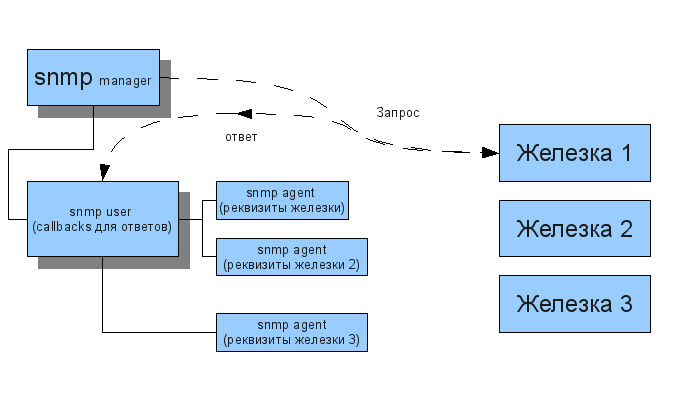 snmp manager
Запрос
ответ
Железка 1
snmp user
(callbacks для ответов)
snmp agent
(реквизиты железки)
Железка 2
snmp agent
(реквизиты железки 2)
Железка 3
snmp agent
(реквизиты железки 3)